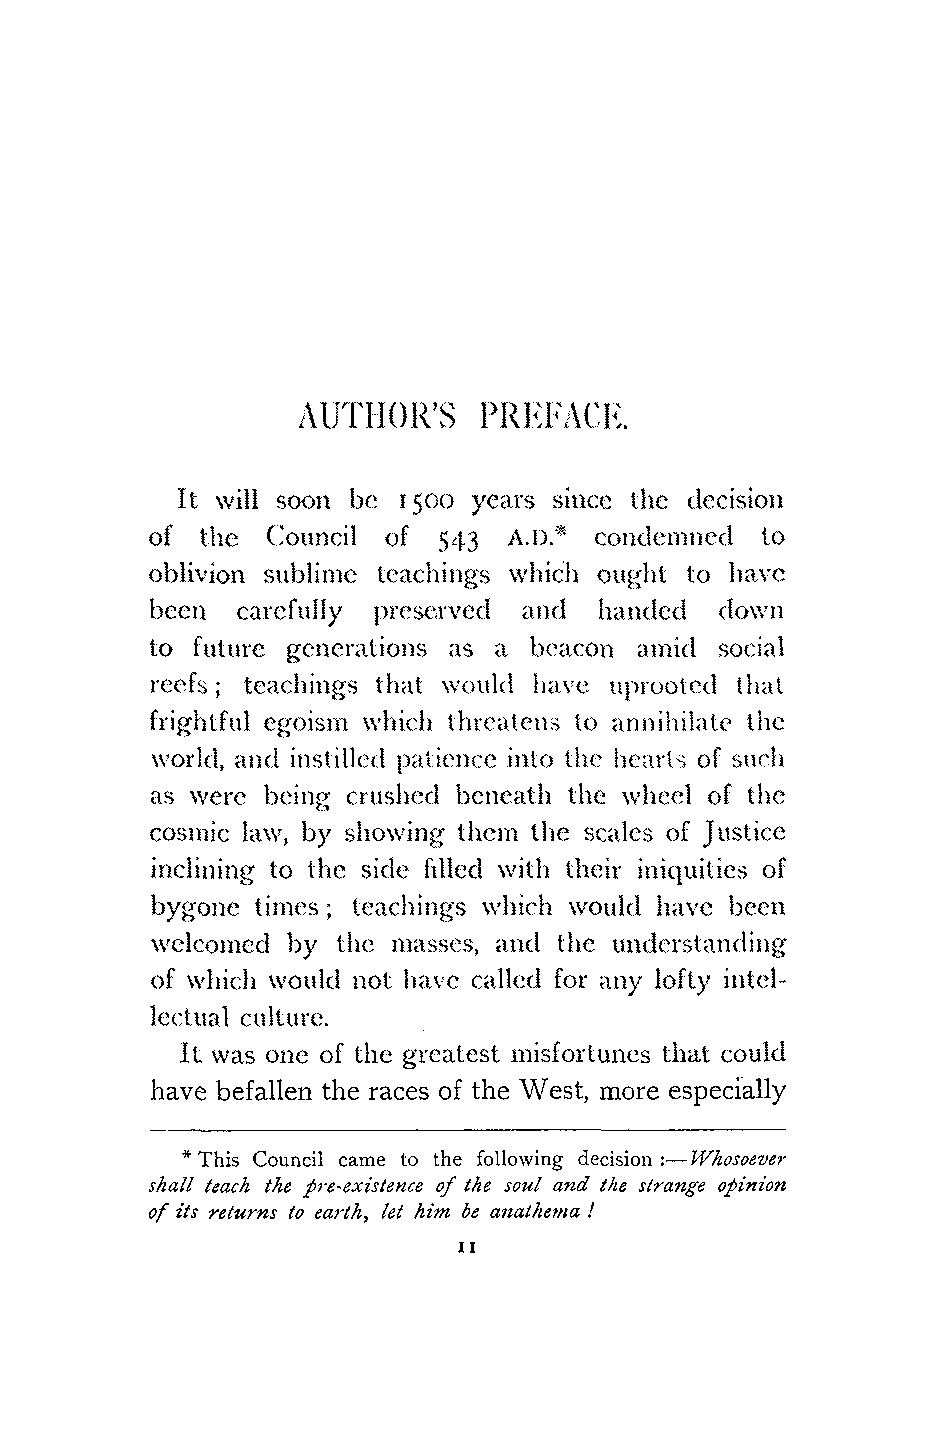 AUTHOR'S PREFACE.
It will soon be 1500 years since the decision
of the Council of 543 A.D.* condemned to
oblivion sublime teachings which ought to have
been carefully preserved and handed down
to future generations as a beacon amid social
reefs; teachings that would have uprooted that
frightful egoism which threatens to annihilate the
world, and instilled patience into the hearts of such
as were being crushed beneath the wheel of the
cosmic law, by showing them the scales of Justice
inclining to the side filled with their iniquities of
bygone times; teachings which would have been
welcomed by the masses, and the understanding
of which would not have called for any lofty intel-
lectual culture.
It was one of the greatest misfortunes that could
have befallen the races of the West, more especially
* This Council came to the following decision :—Whosoever
shall teach the pre-existence of the soul and the strange opinion
of its returns to earth, let him be anathema !
11